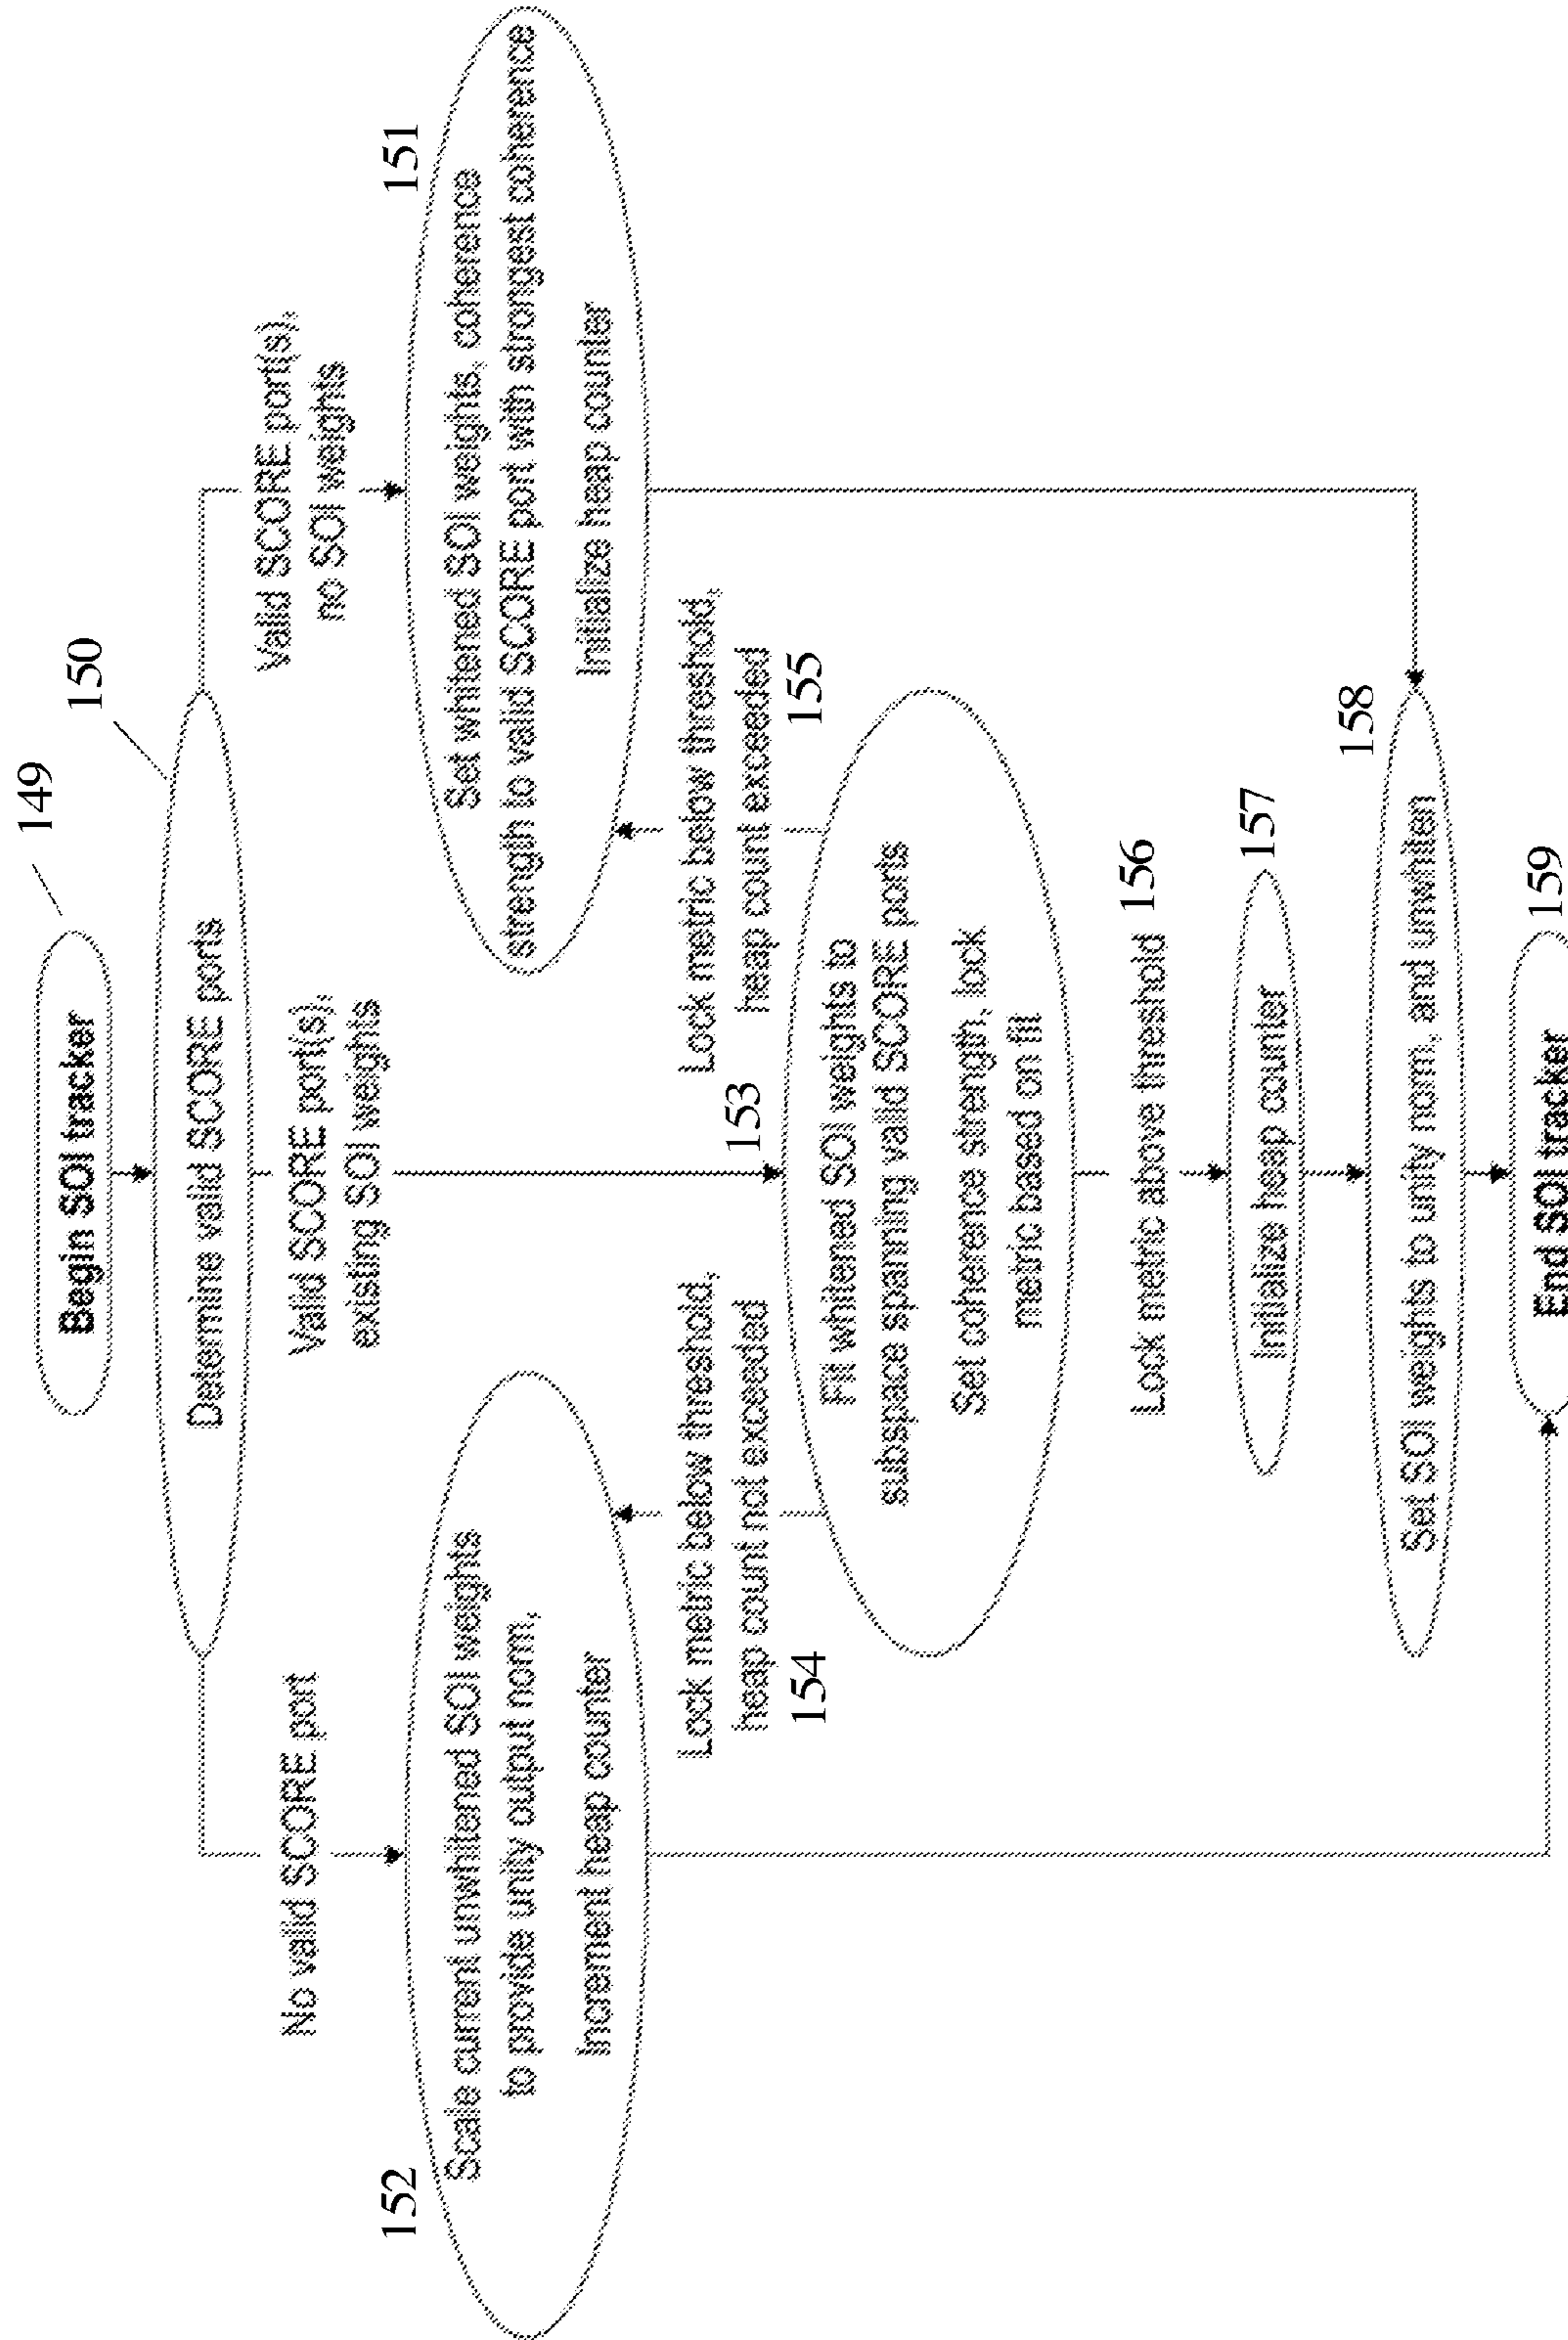 149
Begin SOI tracker
150
Determine valid SCORE ports
No valid SCORE port
Valid SCORE port(s),
existing SOI weights
Valid SCORE port(s),
no SOI weights
152
Scale current unwhitened SOI weights
to provide unity output norm,
Increment heap counter
151
Set whitened SOI weights, coherence
strength to valid SCORE port with strongest coherence
Initialize heap counter
Lock metric below threshold,
heap count not exceeded
154
Lock metric below threshold,
heap count exceeded
155
153
Fit whitened SOI weights to
subspace spanning valid SCORE ports
Set coherence strength, lock
metric based on fit
Lock metric above threshold
156
Initialize heap counter
157
158
Set SOI weights to unity norm, and unwhiten
End SOI tracker
159